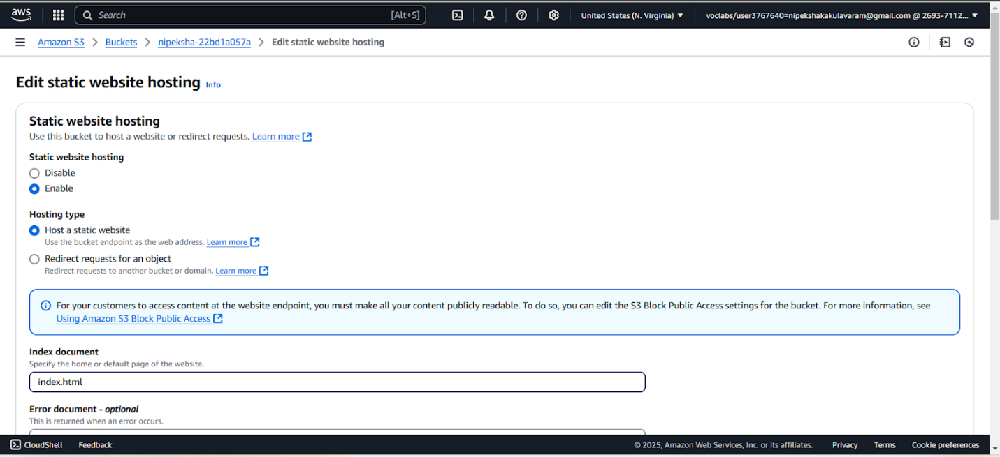 aws Search [Alt+S] United States (N. Virginia) voclabs/user3767640=nipekshakakulavaram@gmail.com @ 2693-7112...
Amazon S3 > Buckets > nipeksha-22bd1a057a > Edit static website hosting
Edit static website hosting Info
Static website hosting
Use this bucket to host a website or redirect requests. Learn more
Static website hosting
Disable
Enable
Hosting type
Host a static website
Use the bucket endpoint as the web address. Learn more
Redirect requests for an object
Redirect requests to another bucket or domain. Learn more
For your customers to access content at the website endpoint, you must make all your content publicly readable. To do so, you can edit the S3 Block Public Access settings for the bucket. For more information, see
Using Amazon S3 Block Public Access
Index document
Specify the home or default page of the website.
index.html
Error document - optional
This is returned when an error occurs.
CloudShell Feedback © 2025, Amazon Web Services, Inc. or its affiliates. Privacy Terms Cookie preferences